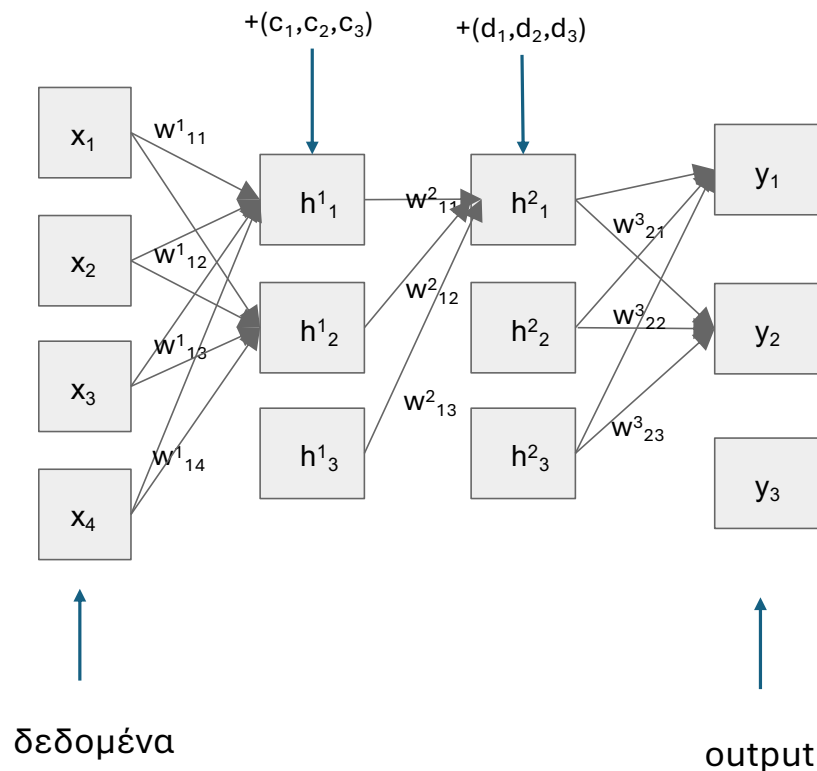 +(c₁,c₂,c₃)
+(d₁,d₂,d₃)
x₁
x₂
x₃
x₄
w¹₁₁
w¹₁₂
w¹₁₃
w¹₁₄
h¹₁
h¹₂
h¹₃
w²₁₁
w²₁₂
w²₁₃
h²₁
h²₂
h²₃
w³₂₁
w³₂₂
w³₂₃
y₁
y₂
y₃
δεδομένα
output